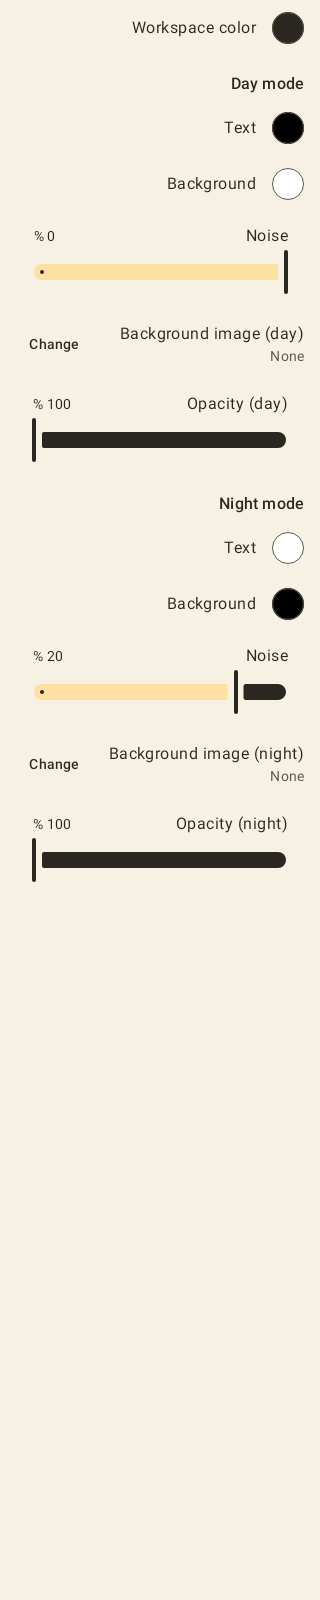 Workspace color
Day mode
Text
Background
Noise
% 0
Background image (day)
None
Change
Opacity (day)
% 100
Night mode
Text
Background
Noise
% 20
Background image (night)
None
Change
Opacity (night)
% 100